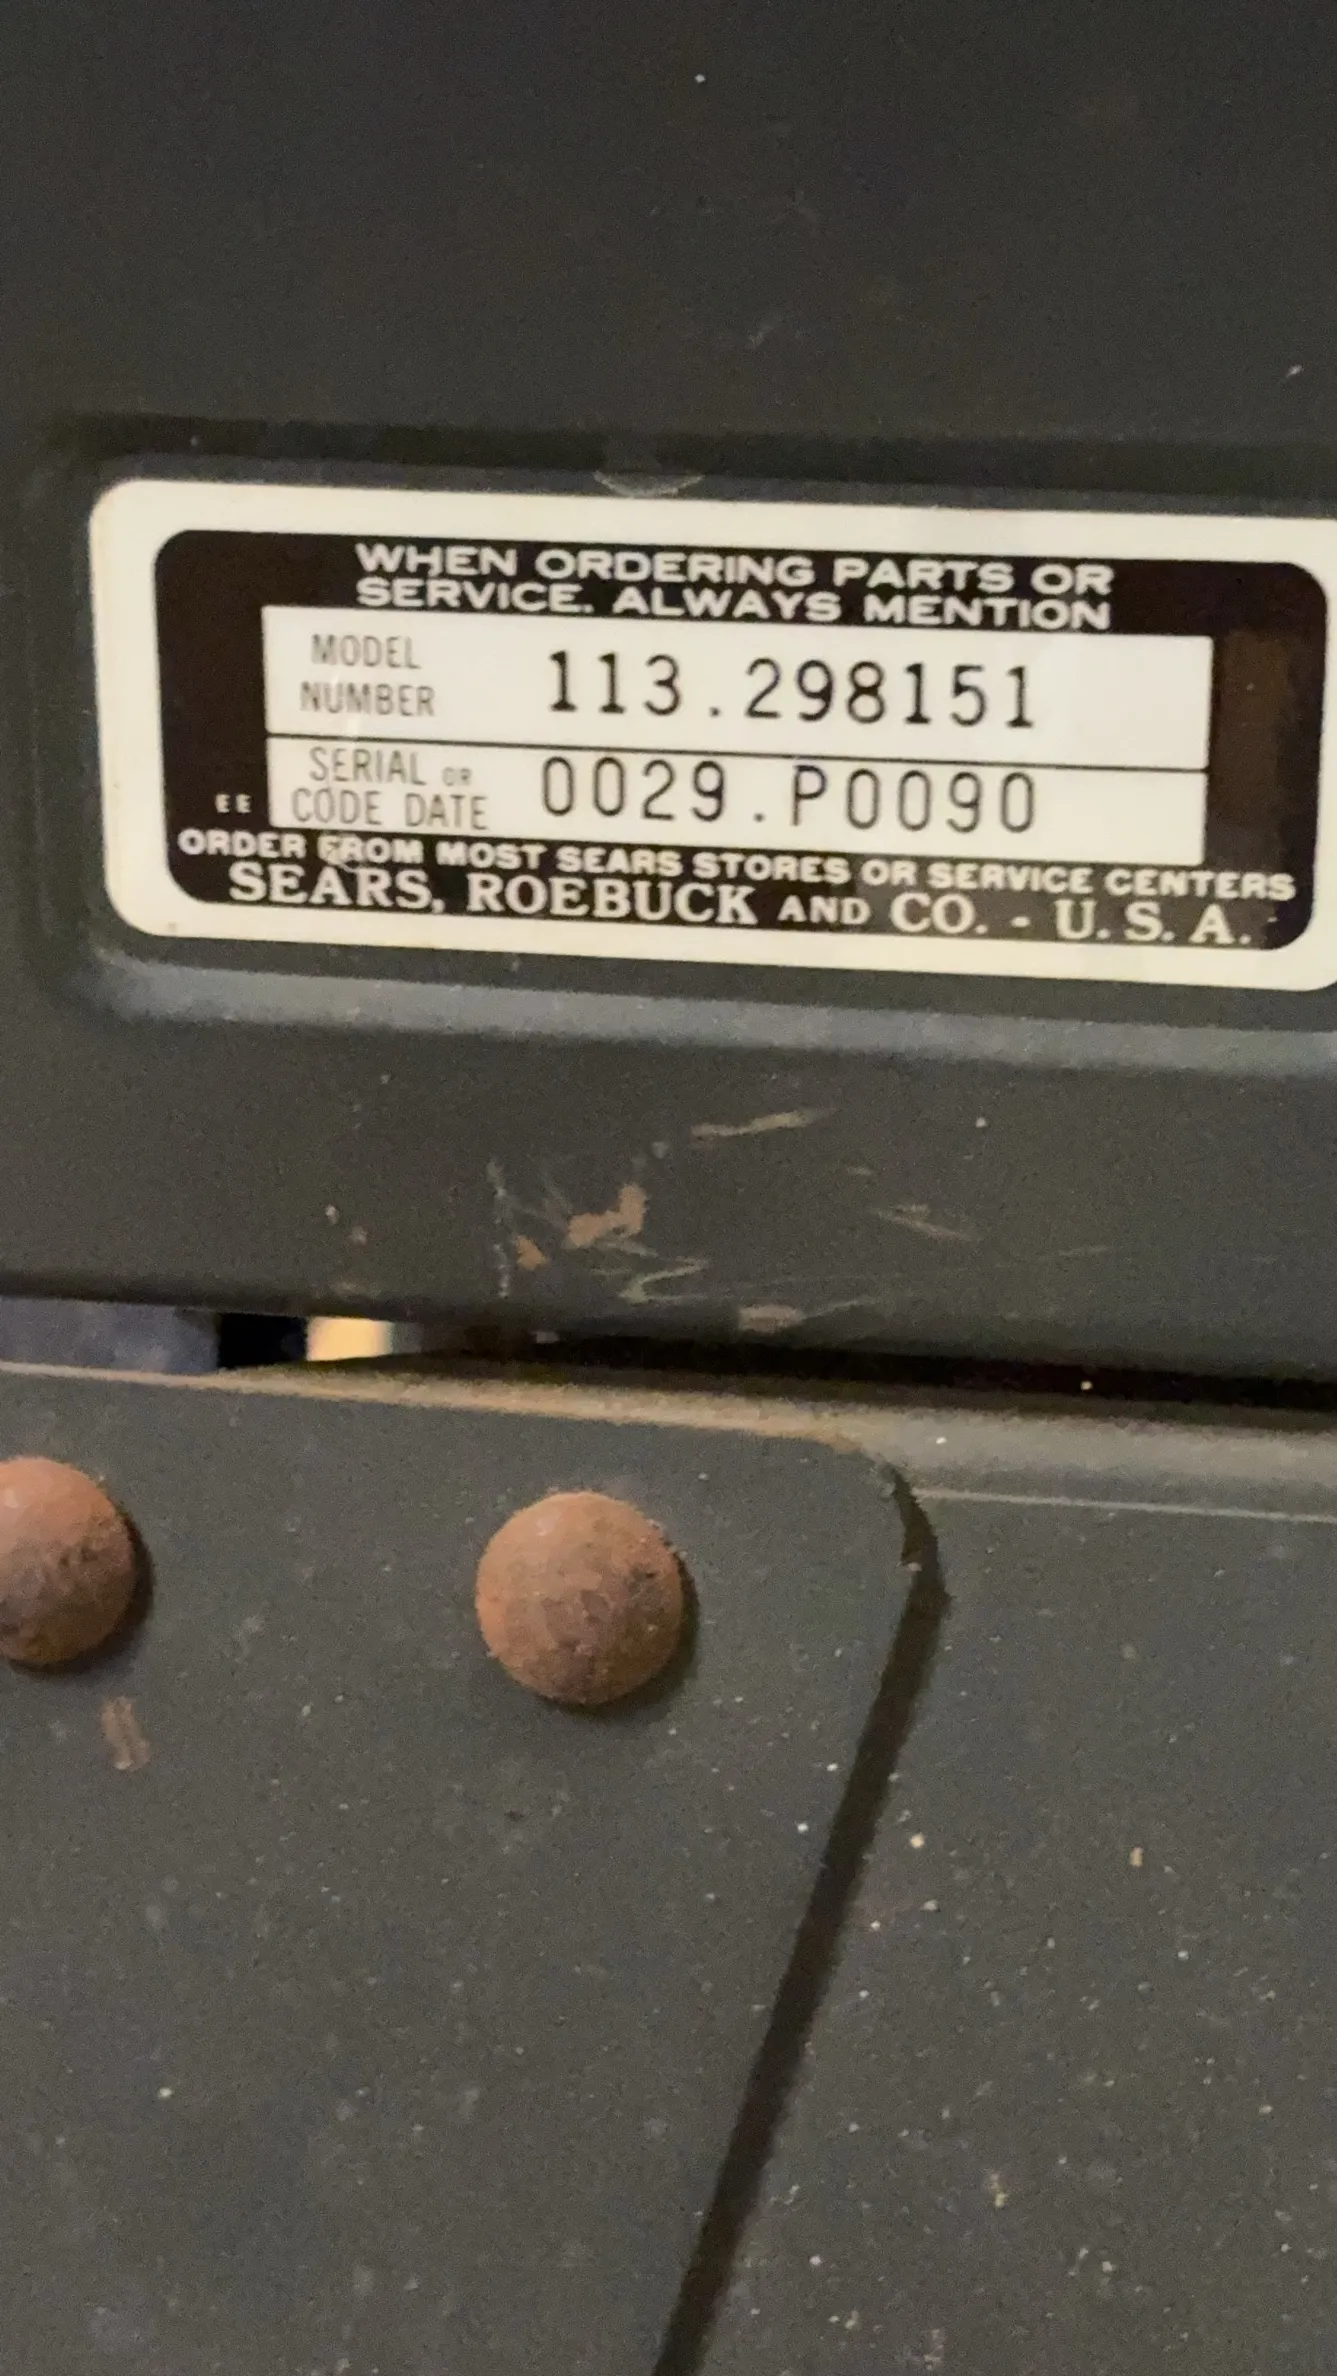 WHEN ORDERING PARTS OR
SERVICE. ALWAYS MENTION
MODEL
NUMBER 113.298151
SERIAL OR
EE CODE DATE 0029.P0090
ORDER FROM MOST SEARS STORES OR SERVICE CENTERS
SEARS, ROEBUCK AND CO. - U. S. A.